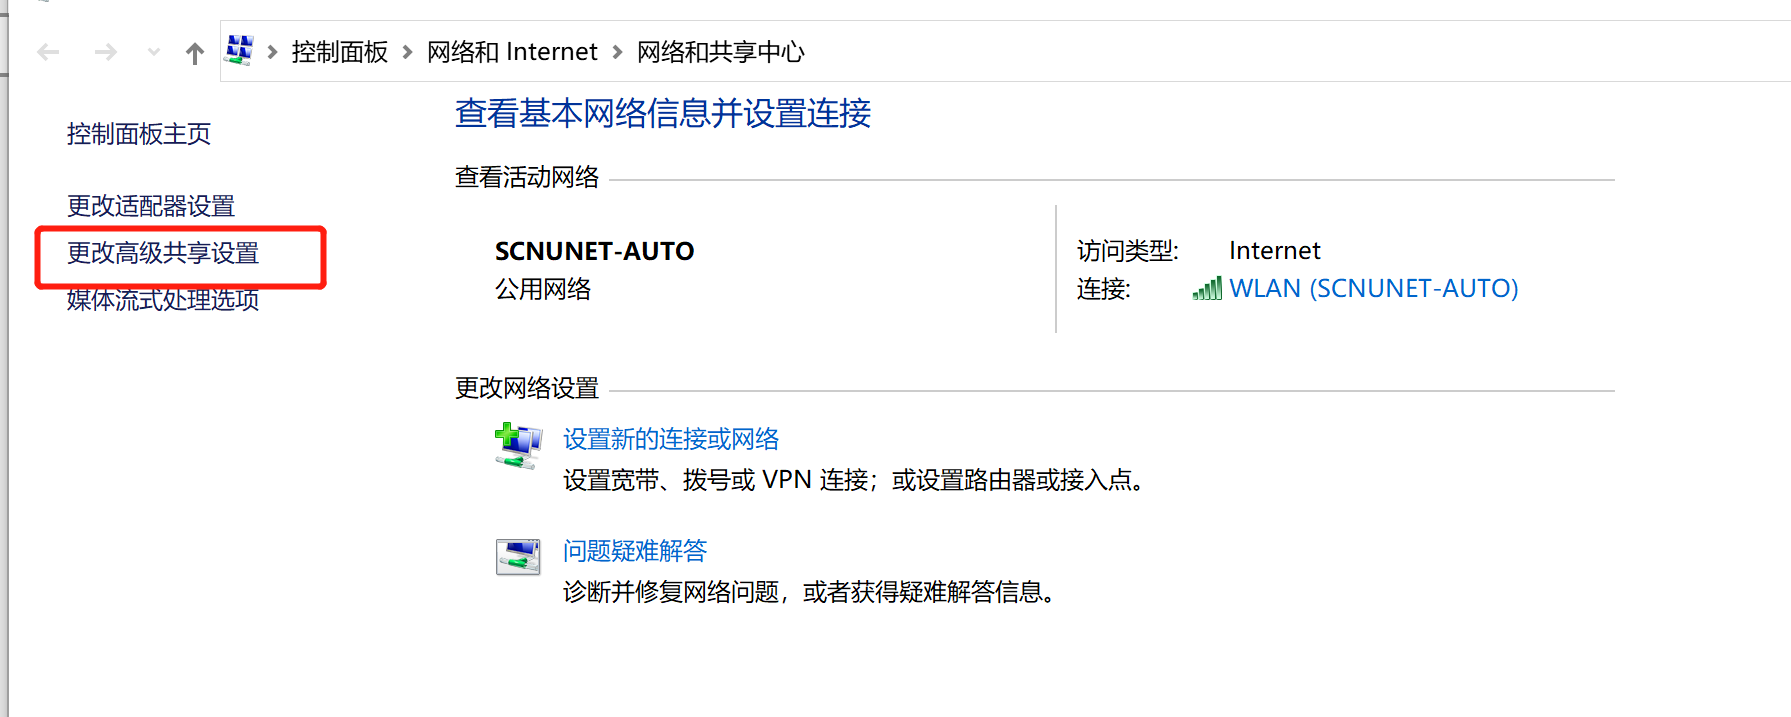 控制面板 网络和 Internet 网络和共享中心
控制面板主页
更改适配器设置
更改高级共享设置
媒体流式处理选项
查看基本网络信息并设置连接
查看活动网络
SCNUNET-AUTO
公用网络
访问类型: Internet
连接: WLAN (SCNUNET-AUTO)
更改网络设置
设置新的连接或网络
设置宽带、拨号或 VPN 连接；或设置路由器或接入点。
问题疑难解答
诊断并修复网络问题，或者获得疑难解答信息。